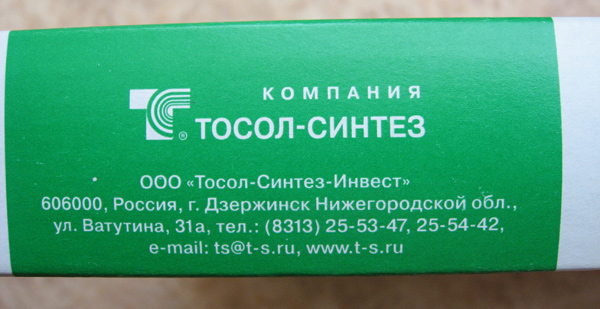 КОМПАНИЯ
® ТОСОЛ-СИНТЕЗ
ООО «Тосол-Синтез-Инвест»
606000, Россия, г. Дзержинск Нижегородской обл.,
ул. Ватутина, 31а, тел.: (8313) 25-53-47, 25-54-42,
e-mail: ts@t-s.ru, www.t-s.ru